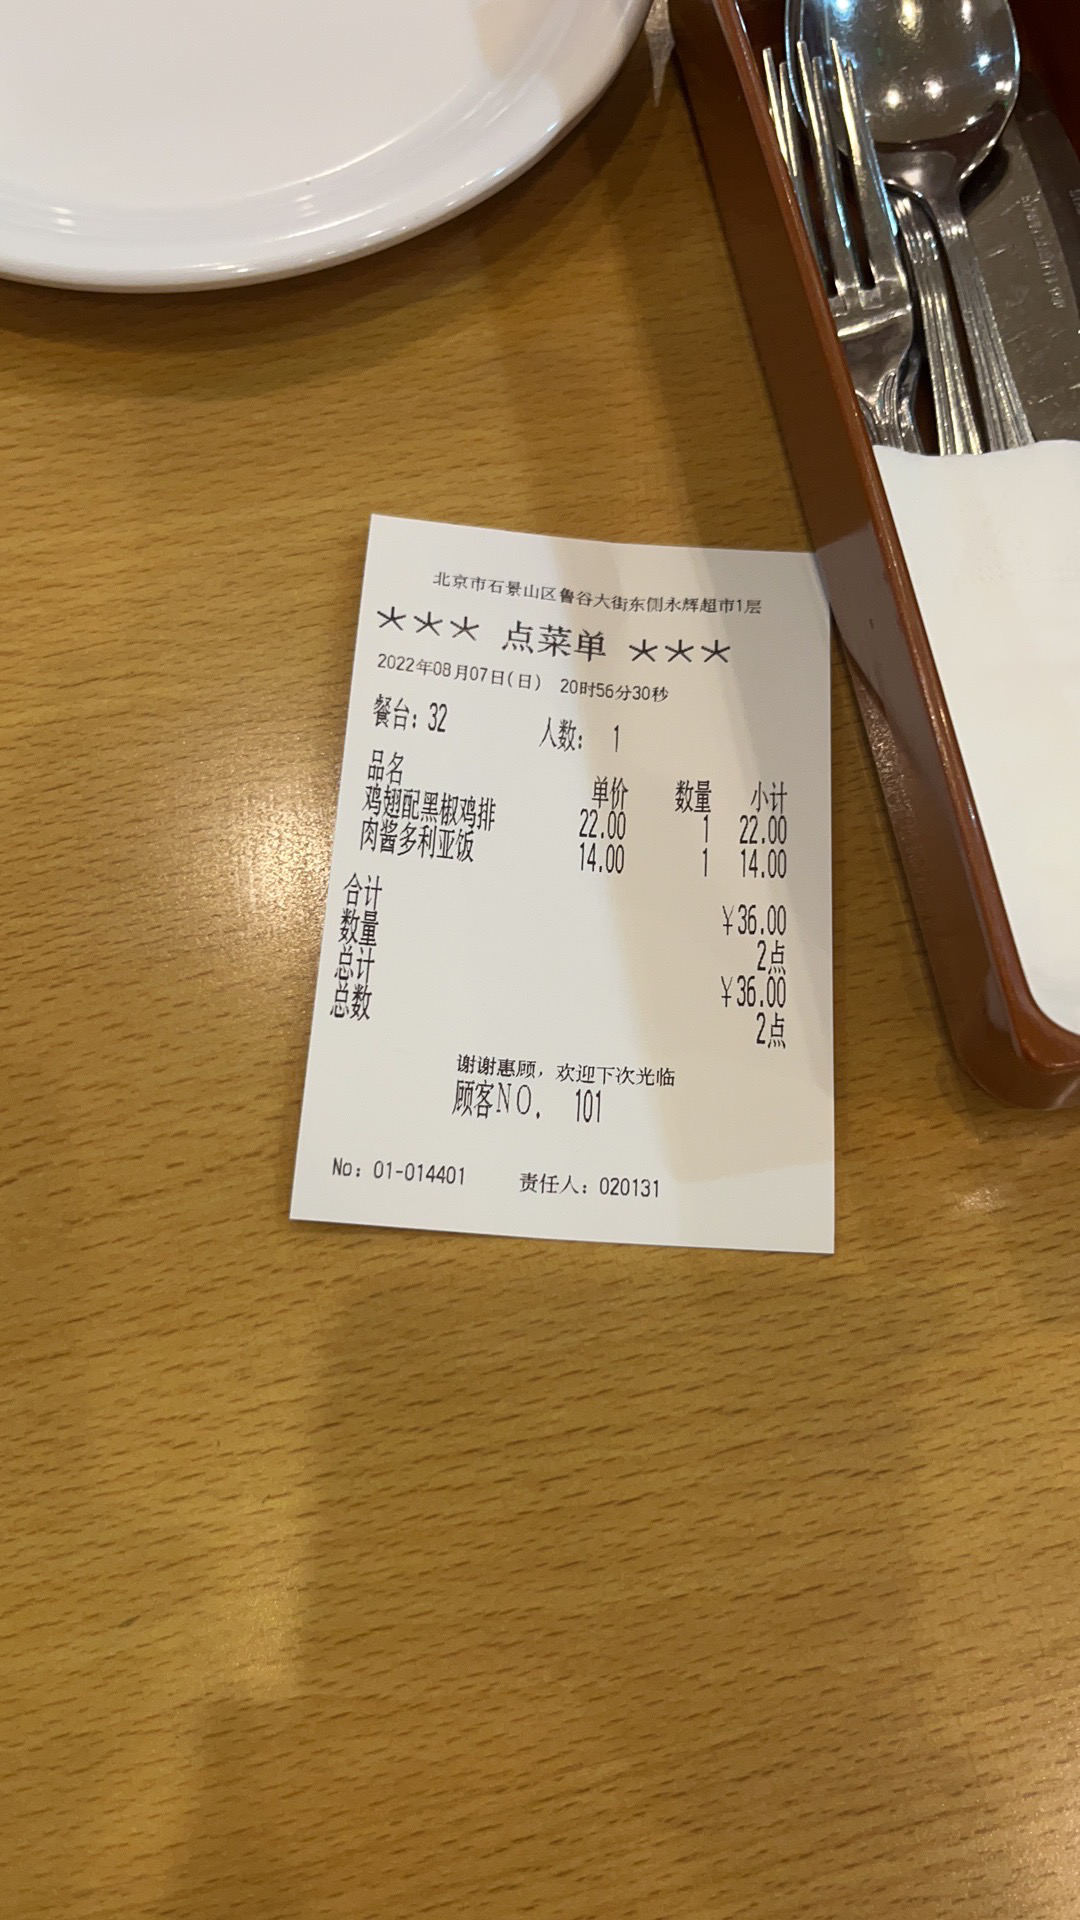 北京市石景山区鲁谷大街东侧永辉超市1层
*** 点菜单 ***
2022年08月07日(日) 20时56分30秒
餐台: 32 人数: 1
品名 单价 数量 小计
鸡翅配黑椒鸡排 22.00 1 22.00
肉酱多利亚饭 14.00 1 14.00
合计 ¥36.00
数量 2点
总计 ¥36.00
总数 2点
谢谢惠顾, 欢迎下次光临
顾客NO. 101
No: 01-014401 责任人: 020131